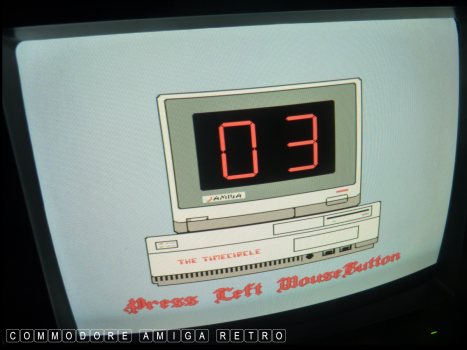 03
AMIGA
THE TIMECIRCLE
Press Left MouseButton
COMMODORE AMIGA RETRO